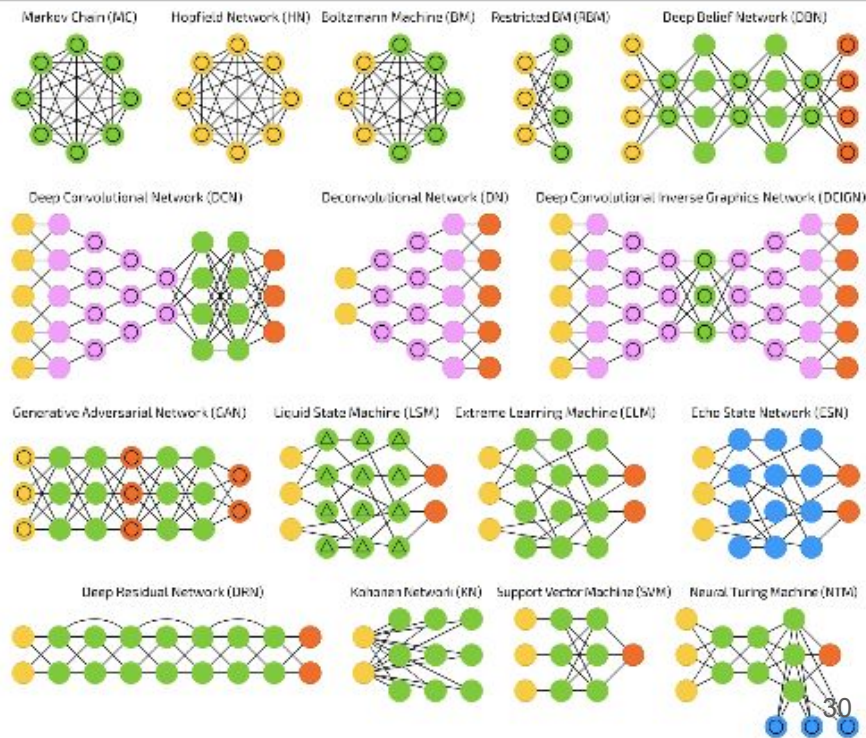 Markov Chain (MC) Hopfield Network (HN) Boltzmann Machine (BM) Restricted BM (RBM) Deep Belief Network (DBN)
Deep Convolutional Network (DCN) Deconvolutional Network (DN) Deep Convolutional Inverse Graphics Network (DCIGN)
Generative Adversarial Network (GAN) Liquid State Machine (LSM) Extreme Learning Machine (ELM) Echo State Network (ESN)
Deep Residual Network (DRN) Kohonen Network (KN) Support Vector Machine (SVM) Neural Turing Machine (NTM)
30